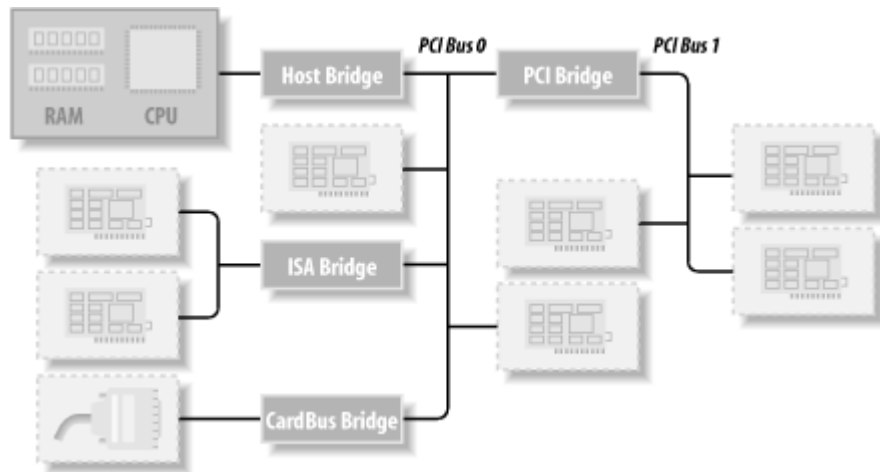 PCI Bus 0
PCI Bus 1
Host Bridge
PCI Bridge
RAM
CPU
ISA Bridge
CardBus Bridge